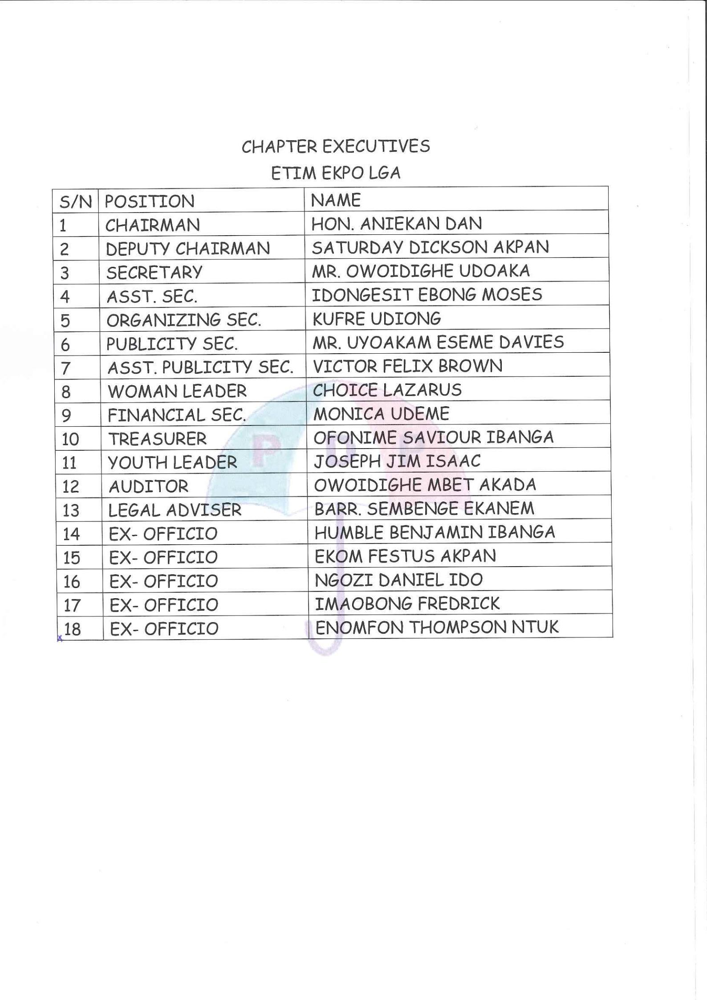 CHAPTER EXECUTIVES
ETIM EKPO LGA
S/N POSITION NAME
1 CHAIRMAN HON. ANIEKAN DAN
2 DEPUTY CHAIRMAN SATURDAY DICKSON AKPAN
3 SECRETARY MR. OWOIDIGHE UDOAKA
4 ASST. SEC. IDONGESIT EBONG MOSES
5 ORGANIZING SEC. KUFRE UDIONG
6 PUBLICITY SEC. MR. UYOAKAM ESEME DAVIES
7 ASST. PUBLICITY SEC. VICTOR FELIX BROWN
8 WOMAN LEADER CHOICE LAZARUS
9 FINANCIAL SEC. MONICA UDEME
10 TREASURER OFONIME SAVIOUR IBANGA
P D P
11 YOUTH LEADER JOSEPH JIM ISAAC
12 AUDITOR OWOIDIGHE MBET AKADA
13 LEGAL ADVISER BARR. SEMBENGE EKANEM
14 EX- OFFICIO HUMBLE BENJAMIN IBANGA
15 EX- OFFICIO EKOM FESTUS AKPAN
16 EX- OFFICIO NGOZI DANIEL IDO
17 EX- OFFICIO IMAOBONG FREDRICK
18 EX- OFFICIO ENOMFON THOMPSON NTUK